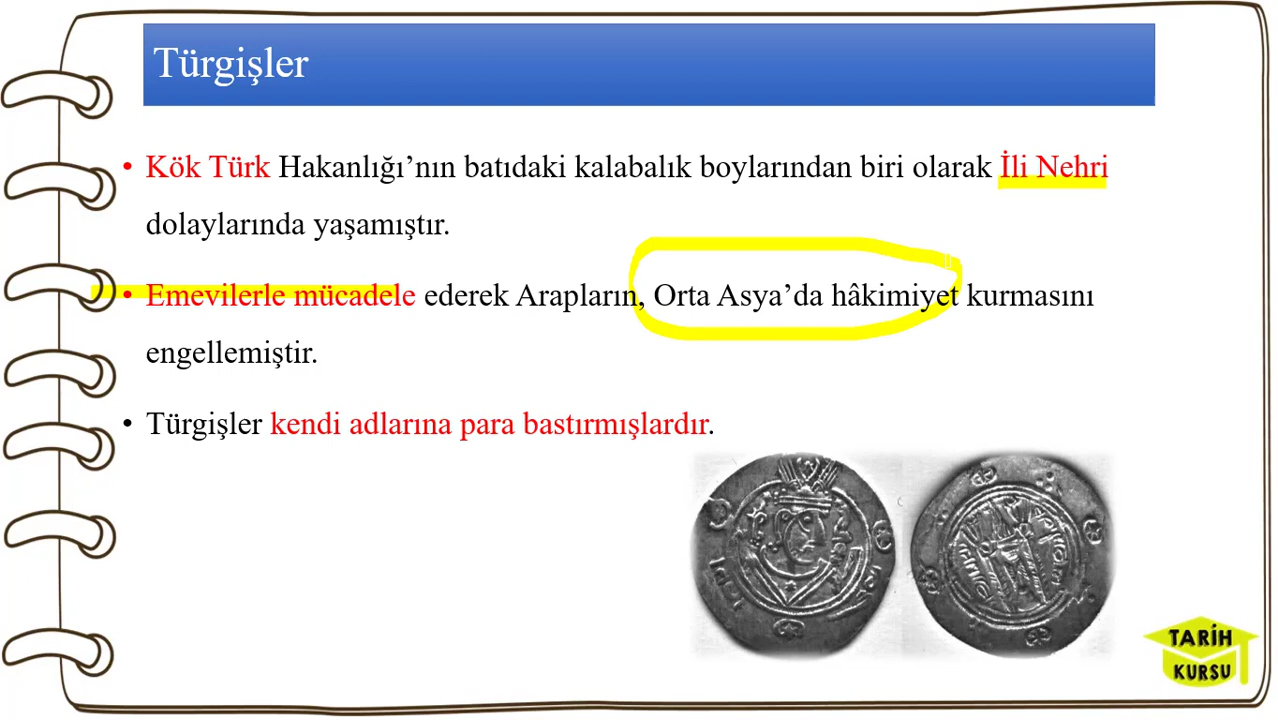 Türgişler
• Kök Türk Hakanlığı’nın batıdaki kalabalık boylarından biri olarak İli Nehri
dolaylarında yaşamıştır.
• Emevilerle mücadele ederek Arapların, Orta Asya’da hâkimiyet kurmasını
engellemiştir.
• Türgişler kendi adlarına para bastırmışlardır.
TARİH
KURSU